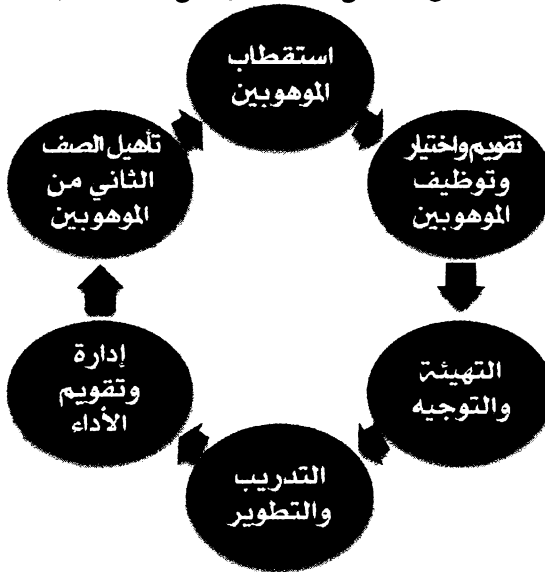 استقطاب
الموهوبين
تقويم واختيار
وتوظيف
الموهوبين
التهيئة
والتوجيه
التدريب
والتطوير
إدارة
وتقويم
الأداء
تأهيل الصف
الثاني من
الموهوبين